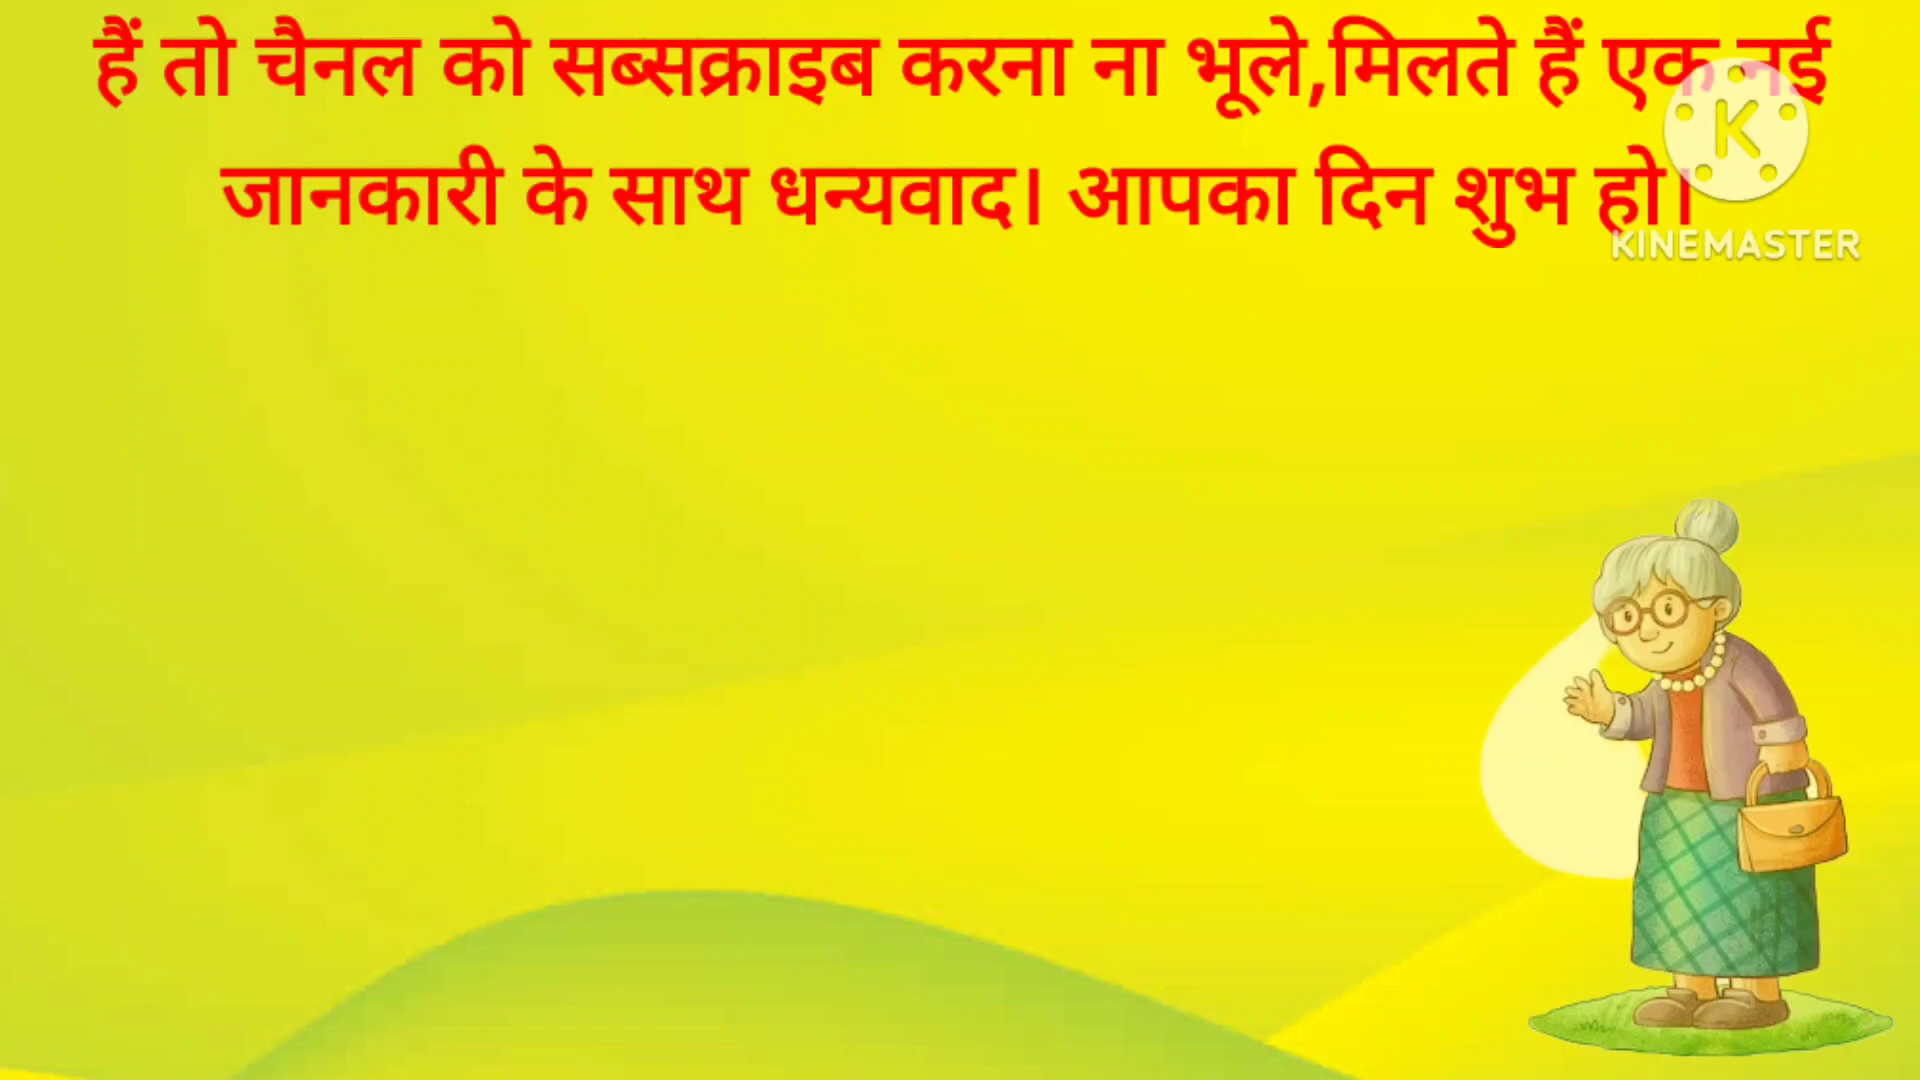 हैं तो चैनल को सब्सक्राइब करना ना भूले,मिलते हैं एक नई
जानकारी के साथ धन्यवाद। आपका दिन शुभ हो।
K
KINEMASTER